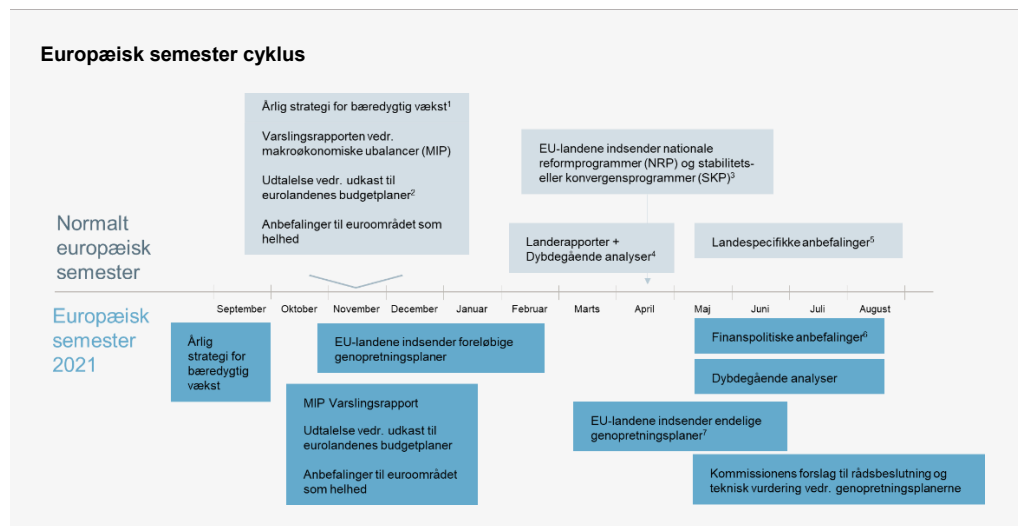 Europæisk semester cyklus
Årlig strategi for bæredygtig vækst¹
Varslingsrapporten vedr.
makroøkonomiske ubalancer (MIP)
Udtalelse vedr. udkast til
eurolandenes budgetplaner²
Anbefalinger til euroområdet som
helhed
EU-landene indsender nationale
reformprogrammer (NRP) og stabilitets-
eller konvergensprogrammer (SKP)³
Normalt
europæisk
semester
Landerapporter +
Dybdegående analyser⁴
Landespecifikke anbefalinger⁵
September Oktober November December Januar Februar Marts April Maj Juni Juli August
Europæisk
semester
2021
Årlig
strategi for
bæredygtig
vækst
EU-landene indsender foreløbige
genopretningsplaner
Finanspolitiske anbefalinger⁶
Dybdegående analyser
MIP Varslingsrapport
Udtalelse vedr. udkast til
eurolandenes budgetplaner
Anbefalinger til euroområdet
som helhed
EU-landene indsender endelige
genopretningsplaner⁷
Kommissionens forslag til rådsbeslutning og
teknisk vurdering vedr. genopretningsplanerne